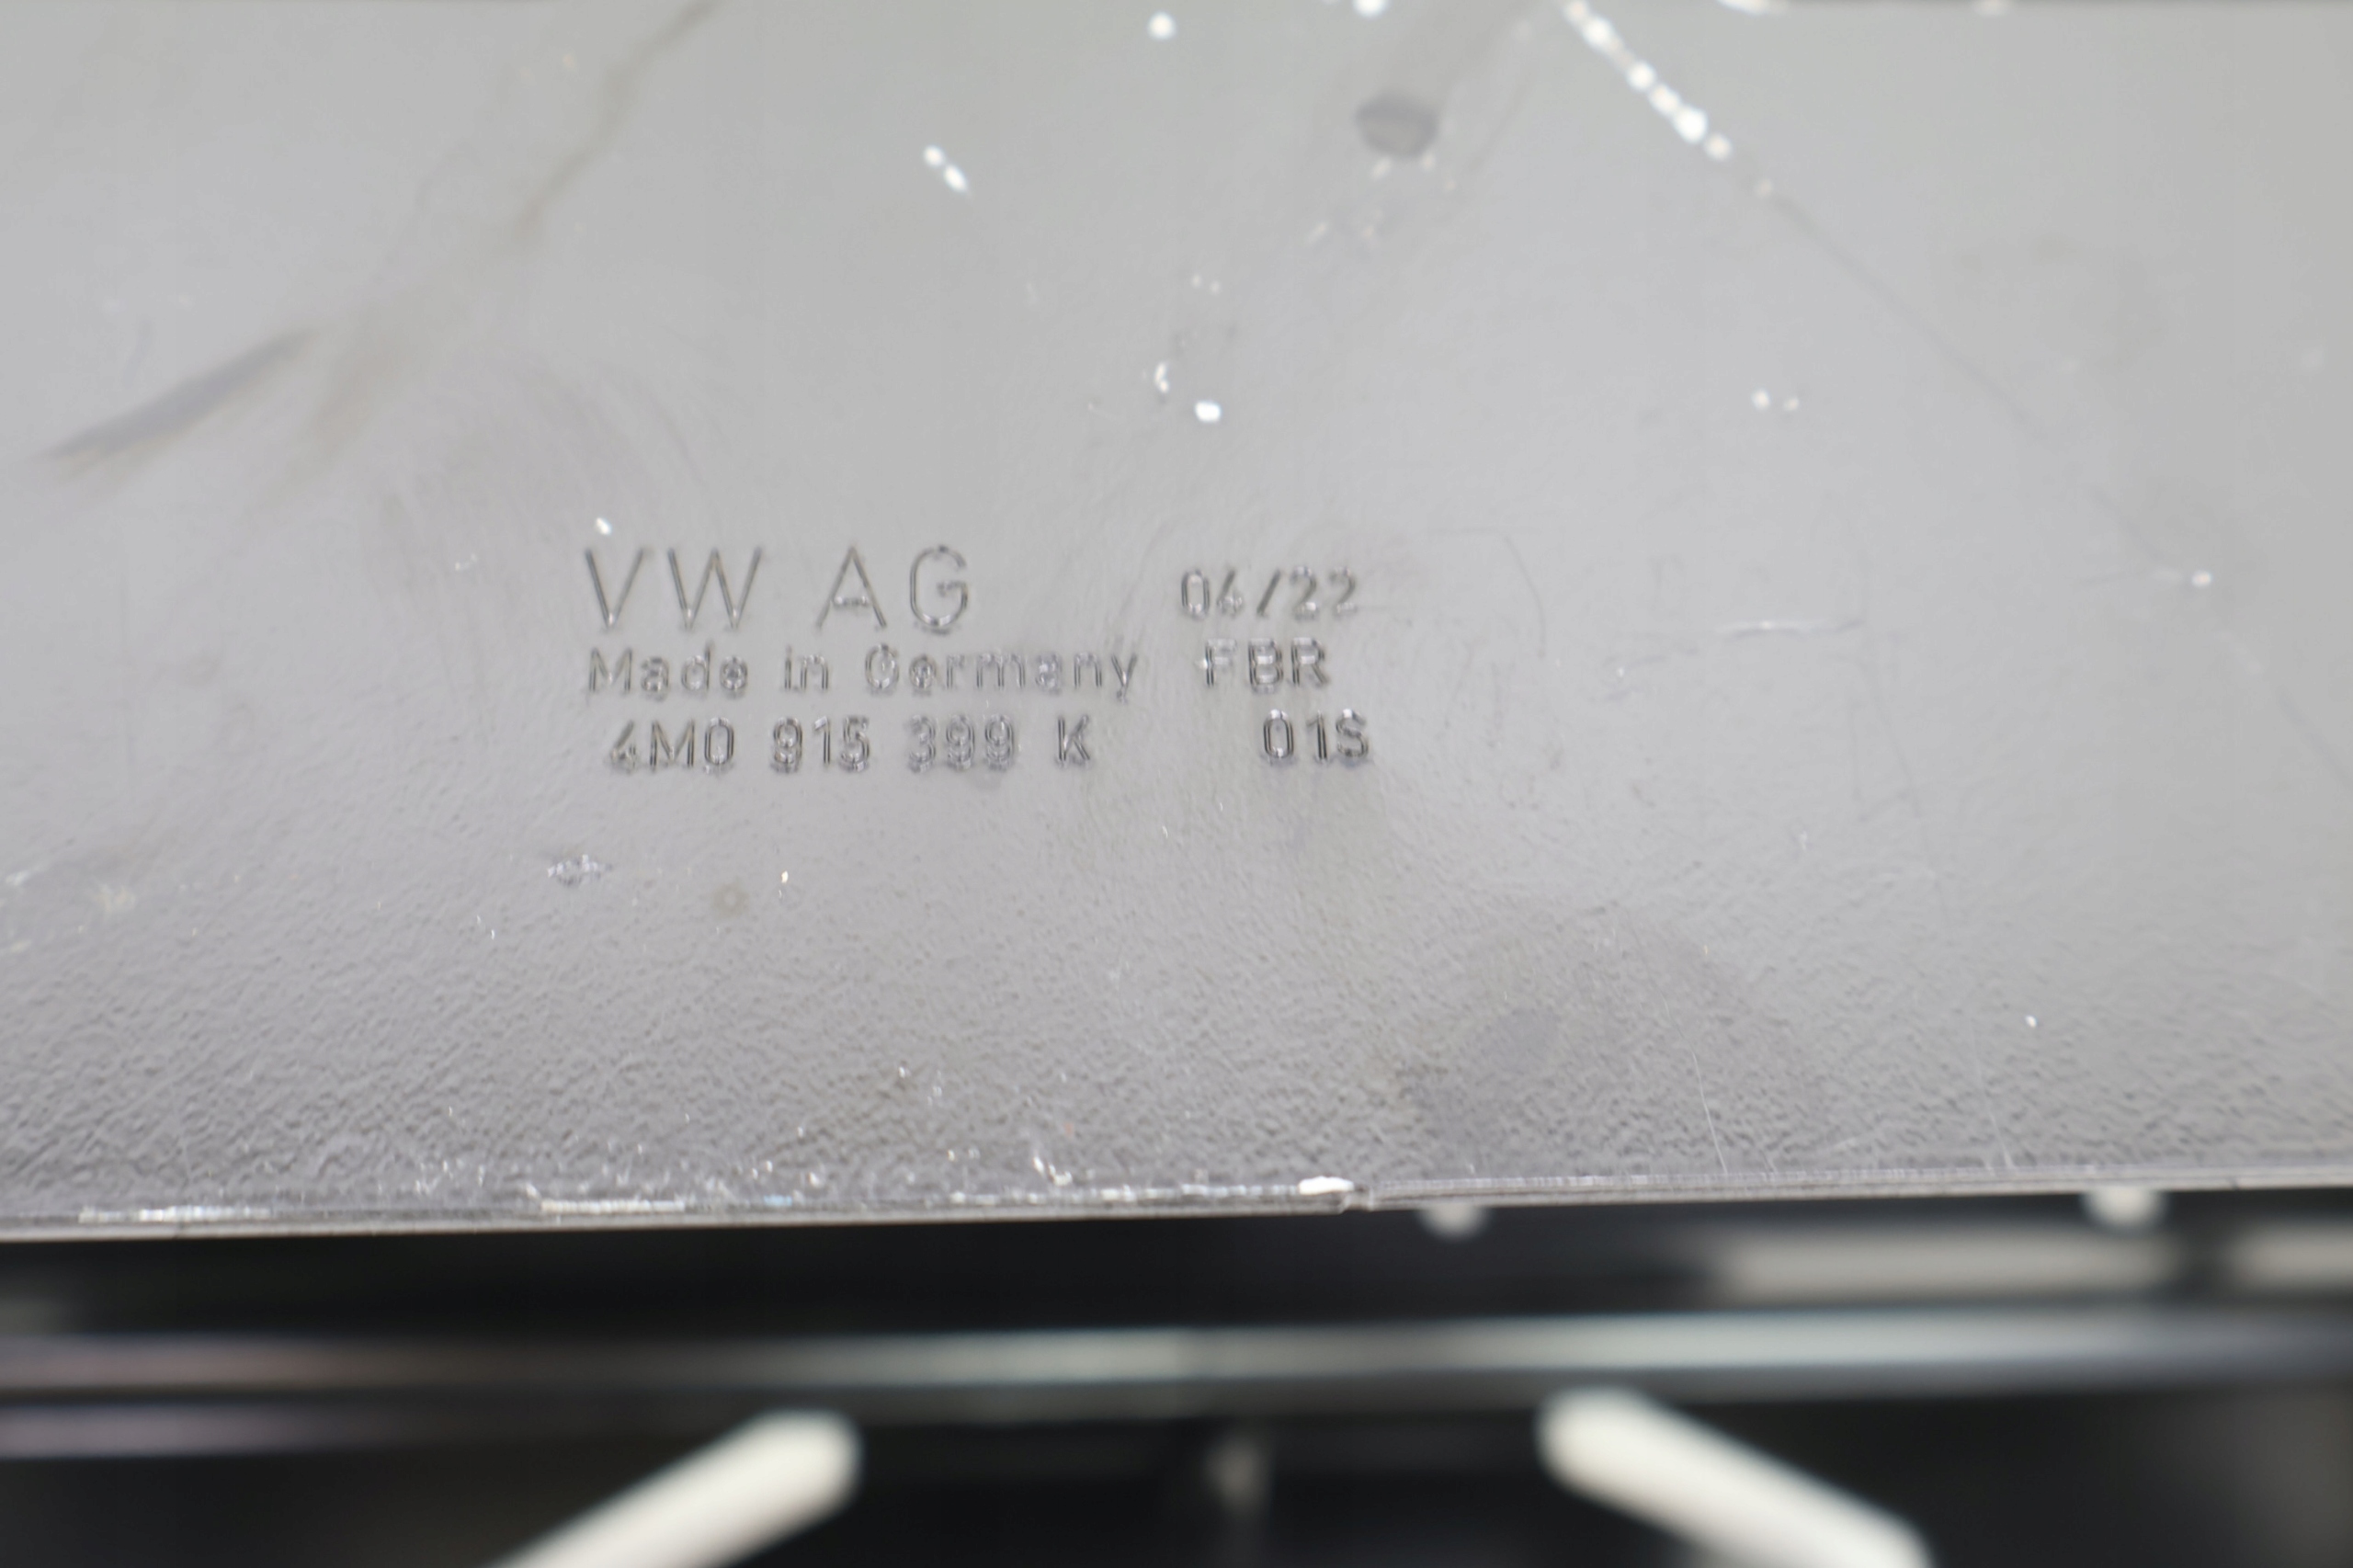 VW AG 04/22
Made in Germany FBR
4M0 915 399 K 01S